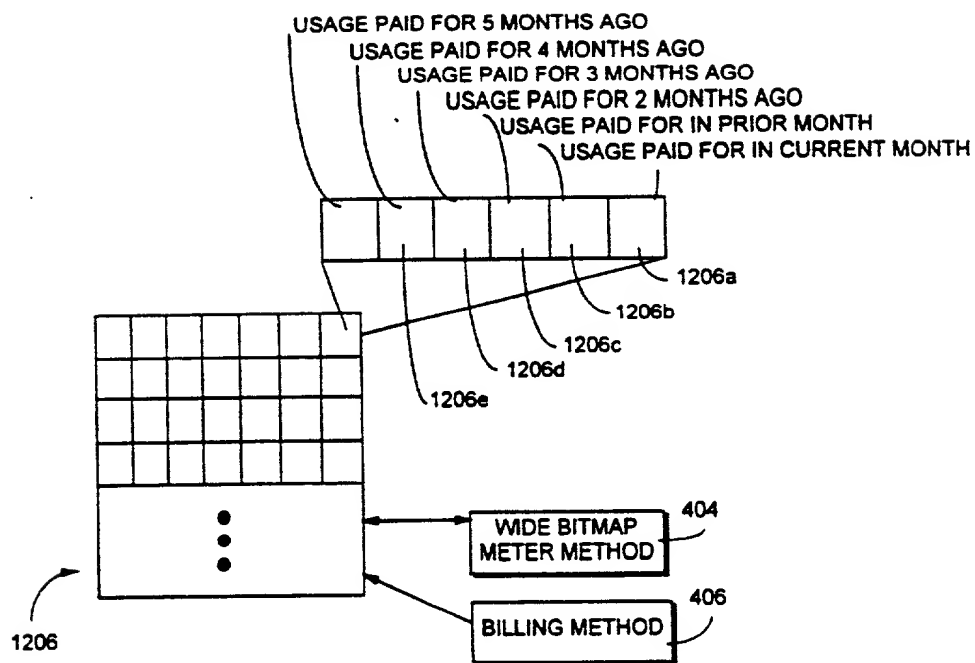 USAGE PAID FOR 5 MONTHS AGO
USAGE PAID FOR 4 MONTHS AGO
USAGE PAID FOR 3 MONTHS AGO
USAGE PAID FOR 2 MONTHS AGO
USAGE PAID FOR IN PRIOR MONTH
USAGE PAID FOR IN CURRENT MONTH
1206a
1206b
1206c
1206d
1206e
404
WIDE BITMAP
METER METHOD
406
BILLING METHOD
1206